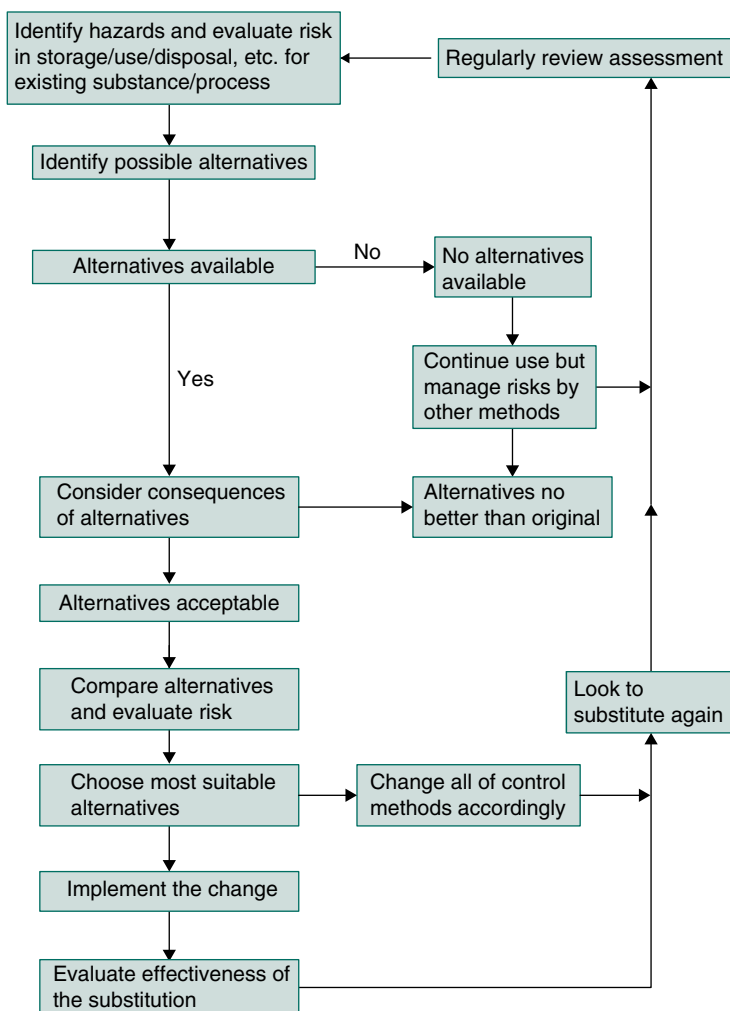 Identify hazards and evaluate risk
in storage/use/disposal, etc. for
existing substance/process
Regularly review assessment
Identify possible alternatives
Alternatives available
No
No alternatives
available
Yes
Continue use but
manage risks by
other methods
Consider consequences
of alternatives
Alternatives no
better than original
Alternatives acceptable
Compare alternatives
and evaluate risk
Look to
substitute again
Choose most suitable
alternatives
Change all of control
methods accordingly
Implement the change
Evaluate effectiveness of
the substitution